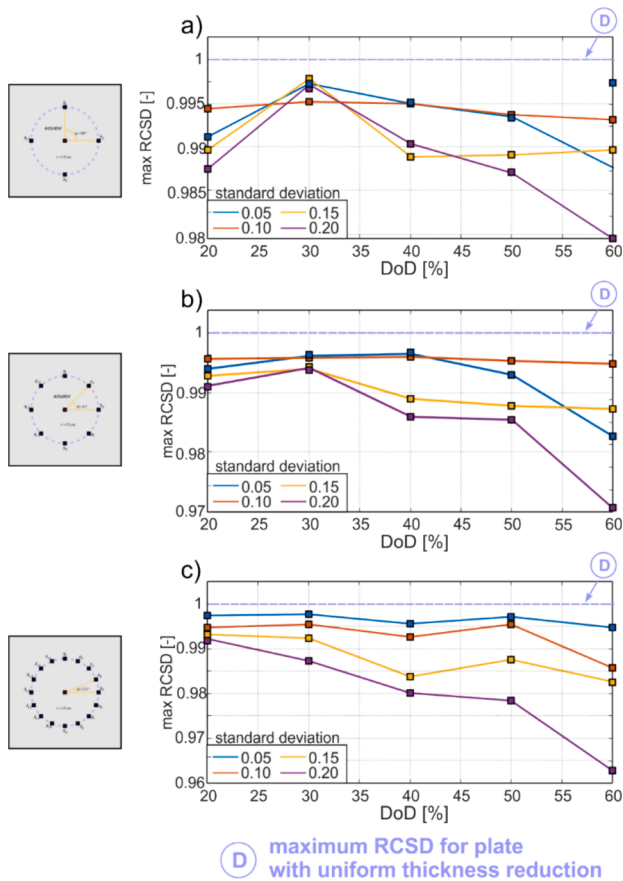 a)
D
1
0.995
0.99
0.985
0.98
max RCSD [-]
standard deviation
0.05 0.15
0.10 0.20
20 25 30 35 40 45 50 55 60
DoD [%]
actuator
b)
D
1
0.99
0.98
0.97
max RCSD [-]
standard deviation
0.05 0.15
0.10 0.20
20 25 30 35 40 45 50 55 60
DoD [%]
actuator
c)
D
1
0.99
0.98
0.97
0.96
max RCSD [-]
standard deviation
0.05 0.15
0.10 0.20
20 25 30 35 40 45 50 55 60
DoD [%]
D maximum RCSD for plate
with uniform thickness reduction